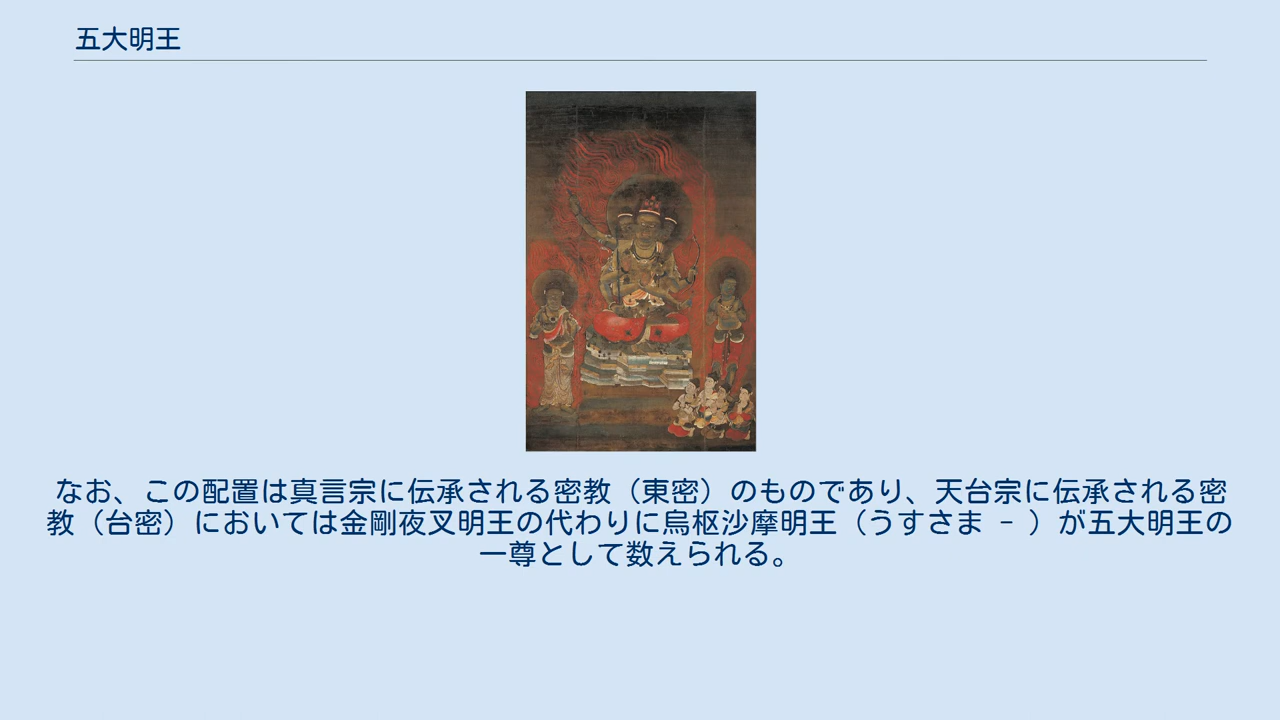 五大明王
なお、この配置は真言宗に伝承される密教（東密）のものであり、天台宗に伝承される密
教（台密）においては金剛夜叉明王の代わりに烏枢沙摩明王（うすさま － ）が五大明王の
一尊として数えられる。